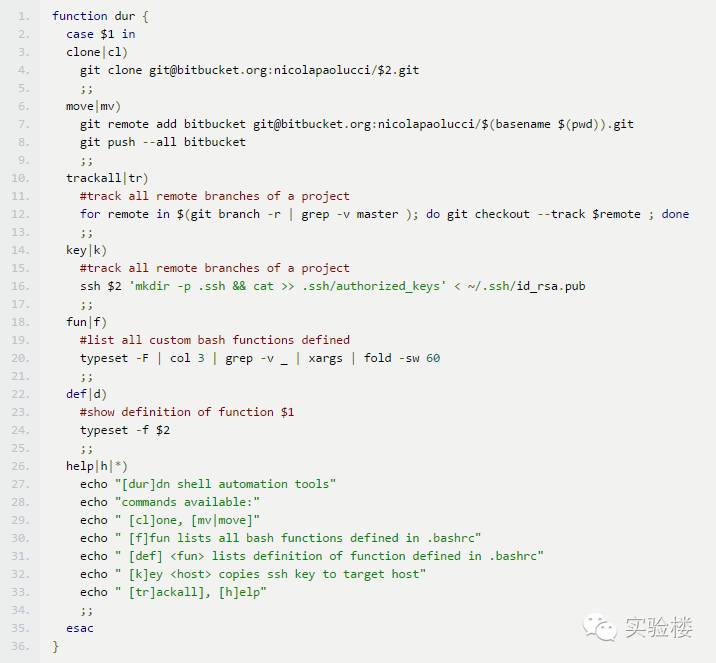 1. function dur {
2.   case $1 in
3.   clone|cl)
4.     git clone git@bitbucket.org:nicolapaolucci/$2.git
5.     ;;
6.   move|mv)
7.     git remote add bitbucket git@bitbucket.org:nicolapaolucci/$(basename $(pwd)).git
8.     git push --all bitbucket
9.     ;;
10.   trackall|tr)
11.     #track all remote branches of a project
12.     for remote in $(git branch -r | grep -v master ); do git checkout --track $remote ; done
13.     ;;
14.   key|k)
15.     #track all remote branches of a project
16.     ssh $2 'mkdir -p .ssh && cat >> .ssh/authorized_keys' < ~/.ssh/id_rsa.pub
17.     ;;
18.   fun|f)
19.     #list all custom bash functions defined
20.     typeset -F | col 3 | grep -v _ | xargs | fold -sw 60
21.     ;;
22.   def|d)
23.     #show definition of function $1
24.     typeset -f $2
25.     ;;
26.   help|h|*)
27.     echo "[dur]dn shell automation tools"
28.     echo "commands available:"
29.     echo " [cl]one, [mv|move]"
30.     echo " [f]fun lists all bash functions defined in .bashrc"
31.     echo " [def] <fun> lists definition of function defined in .bashrc"
32.     echo " [k]ey <host> copies ssh key to target host"
33.     echo " [tr]ackall], [h]elp"
34.     ;;
35.   esac
36. }
实验楼